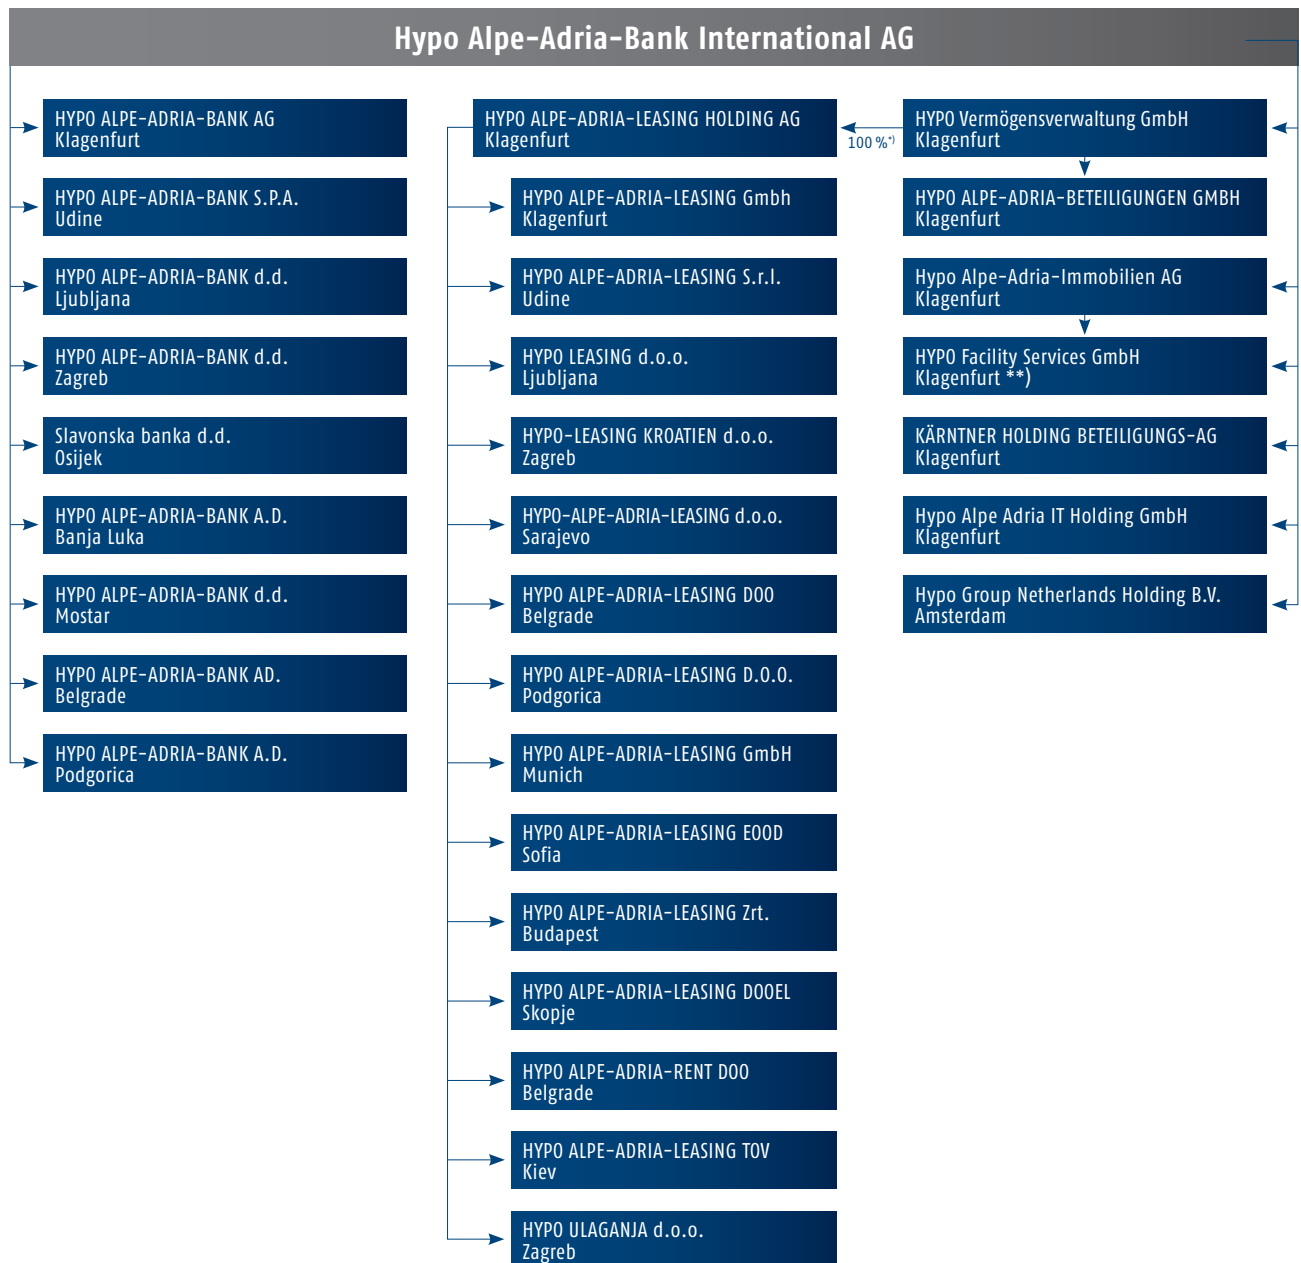 Hypo Alpe-Adria-Bank International AG
HYPO ALPE-ADRIA-BANK AG
Klagenfurt
HYPO ALPE-ADRIA-BANK S.P.A.
Udine
HYPO ALPE-ADRIA-BANK d.d.
Ljubljana
HYPO ALPE-ADRIA-BANK d.d.
Zagreb
Slavonska banka d.d.
Osijek
HYPO ALPE-ADRIA-BANK A.D.
Banja Luka
HYPO ALPE-ADRIA-BANK d.d.
Mostar
HYPO ALPE-ADRIA-BANK AD.
Belgrade
HYPO ALPE-ADRIA-BANK A.D.
Podgorica
HYPO ALPE-ADRIA-LEASING HOLDING AG
Klagenfurt
HYPO ALPE-ADRIA-LEASING Gmbh
Klagenfurt
HYPO ALPE-ADRIA-LEASING S.r.l.
Udine
HYPO LEASING d.o.o.
Ljubljana
HYPO-LEASING KROATIEN d.o.o.
Zagreb
HYPO-ALPE-ADRIA-LEASING d.o.o.
Sarajevo
HYPO ALPE-ADRIA-LEASING DOO
Belgrade
HYPO ALPE-ADRIA-LEASING D.O.O.
Podgorica
HYPO ALPE-ADRIA-LEASING GmbH
Munich
HYPO ALPE-ADRIA-LEASING EOOD
Sofia
HYPO ALPE-ADRIA-LEASING Zrt.
Budapest
HYPO ALPE-ADRIA-LEASING DOOEL
Skopje
HYPO ALPE-ADRIA-RENT DOO
Belgrade
HYPO ALPE-ADRIA-LEASING TOV
Kiev
HYPO ULAGANJA d.o.o.
Zagreb
100 %*)
HYPO Vermögensverwaltung GmbH
Klagenfurt
HYPO ALPE-ADRIA-BETEILIGUNGEN GMBH
Klagenfurt
Hypo Alpe-Adria-Immobilien AG
Klagenfurt
HYPO Facility Services GmbH
Klagenfurt **)
KÄRNTNER HOLDING BETEILIGUNGS-AG
Klagenfurt
Hypo Alpe Adria IT Holding GmbH
Klagenfurt
Hypo Group Netherlands Holding B.V.
Amsterdam